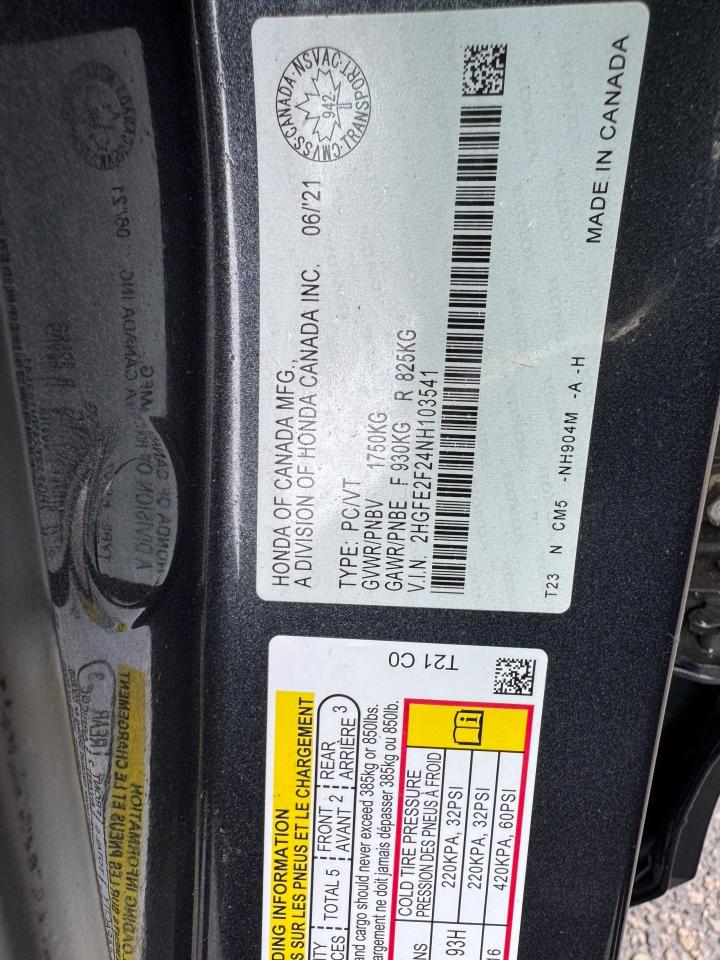 HONDA OF CANADA MFG.,
A DIVISION OF HONDA CANADA INC. 06/'21
TYPE: PC/VT
GVWR/PNBV 1750KG
GAWR/PNBE F 930KG R 825KG
V.I.N. 2HGFE2F24NH103541
T23 N CM5 -NH904M -A -H
MADE IN CANADA
CANADA·NSVAC·TRANSPORT·CMVSS·
942
T21 C0
DING INFORMATION
S SUR LES PNEUS ET LE CHARGEMENT
ITY TOTAL 5 FRONT 2 REAR 3
CES AVANT ARRIÈRE
and cargo should never exceed 385kg or 850lbs.
argement ne doit jamais dépasser 385kg ou 850lb.
COLD TIRE PRESSURE
PRESSION DES PNEUS À FROID
NS
93H 220KPA, 32PSI
220KPA, 32PSI
16 420KPA, 60PSI